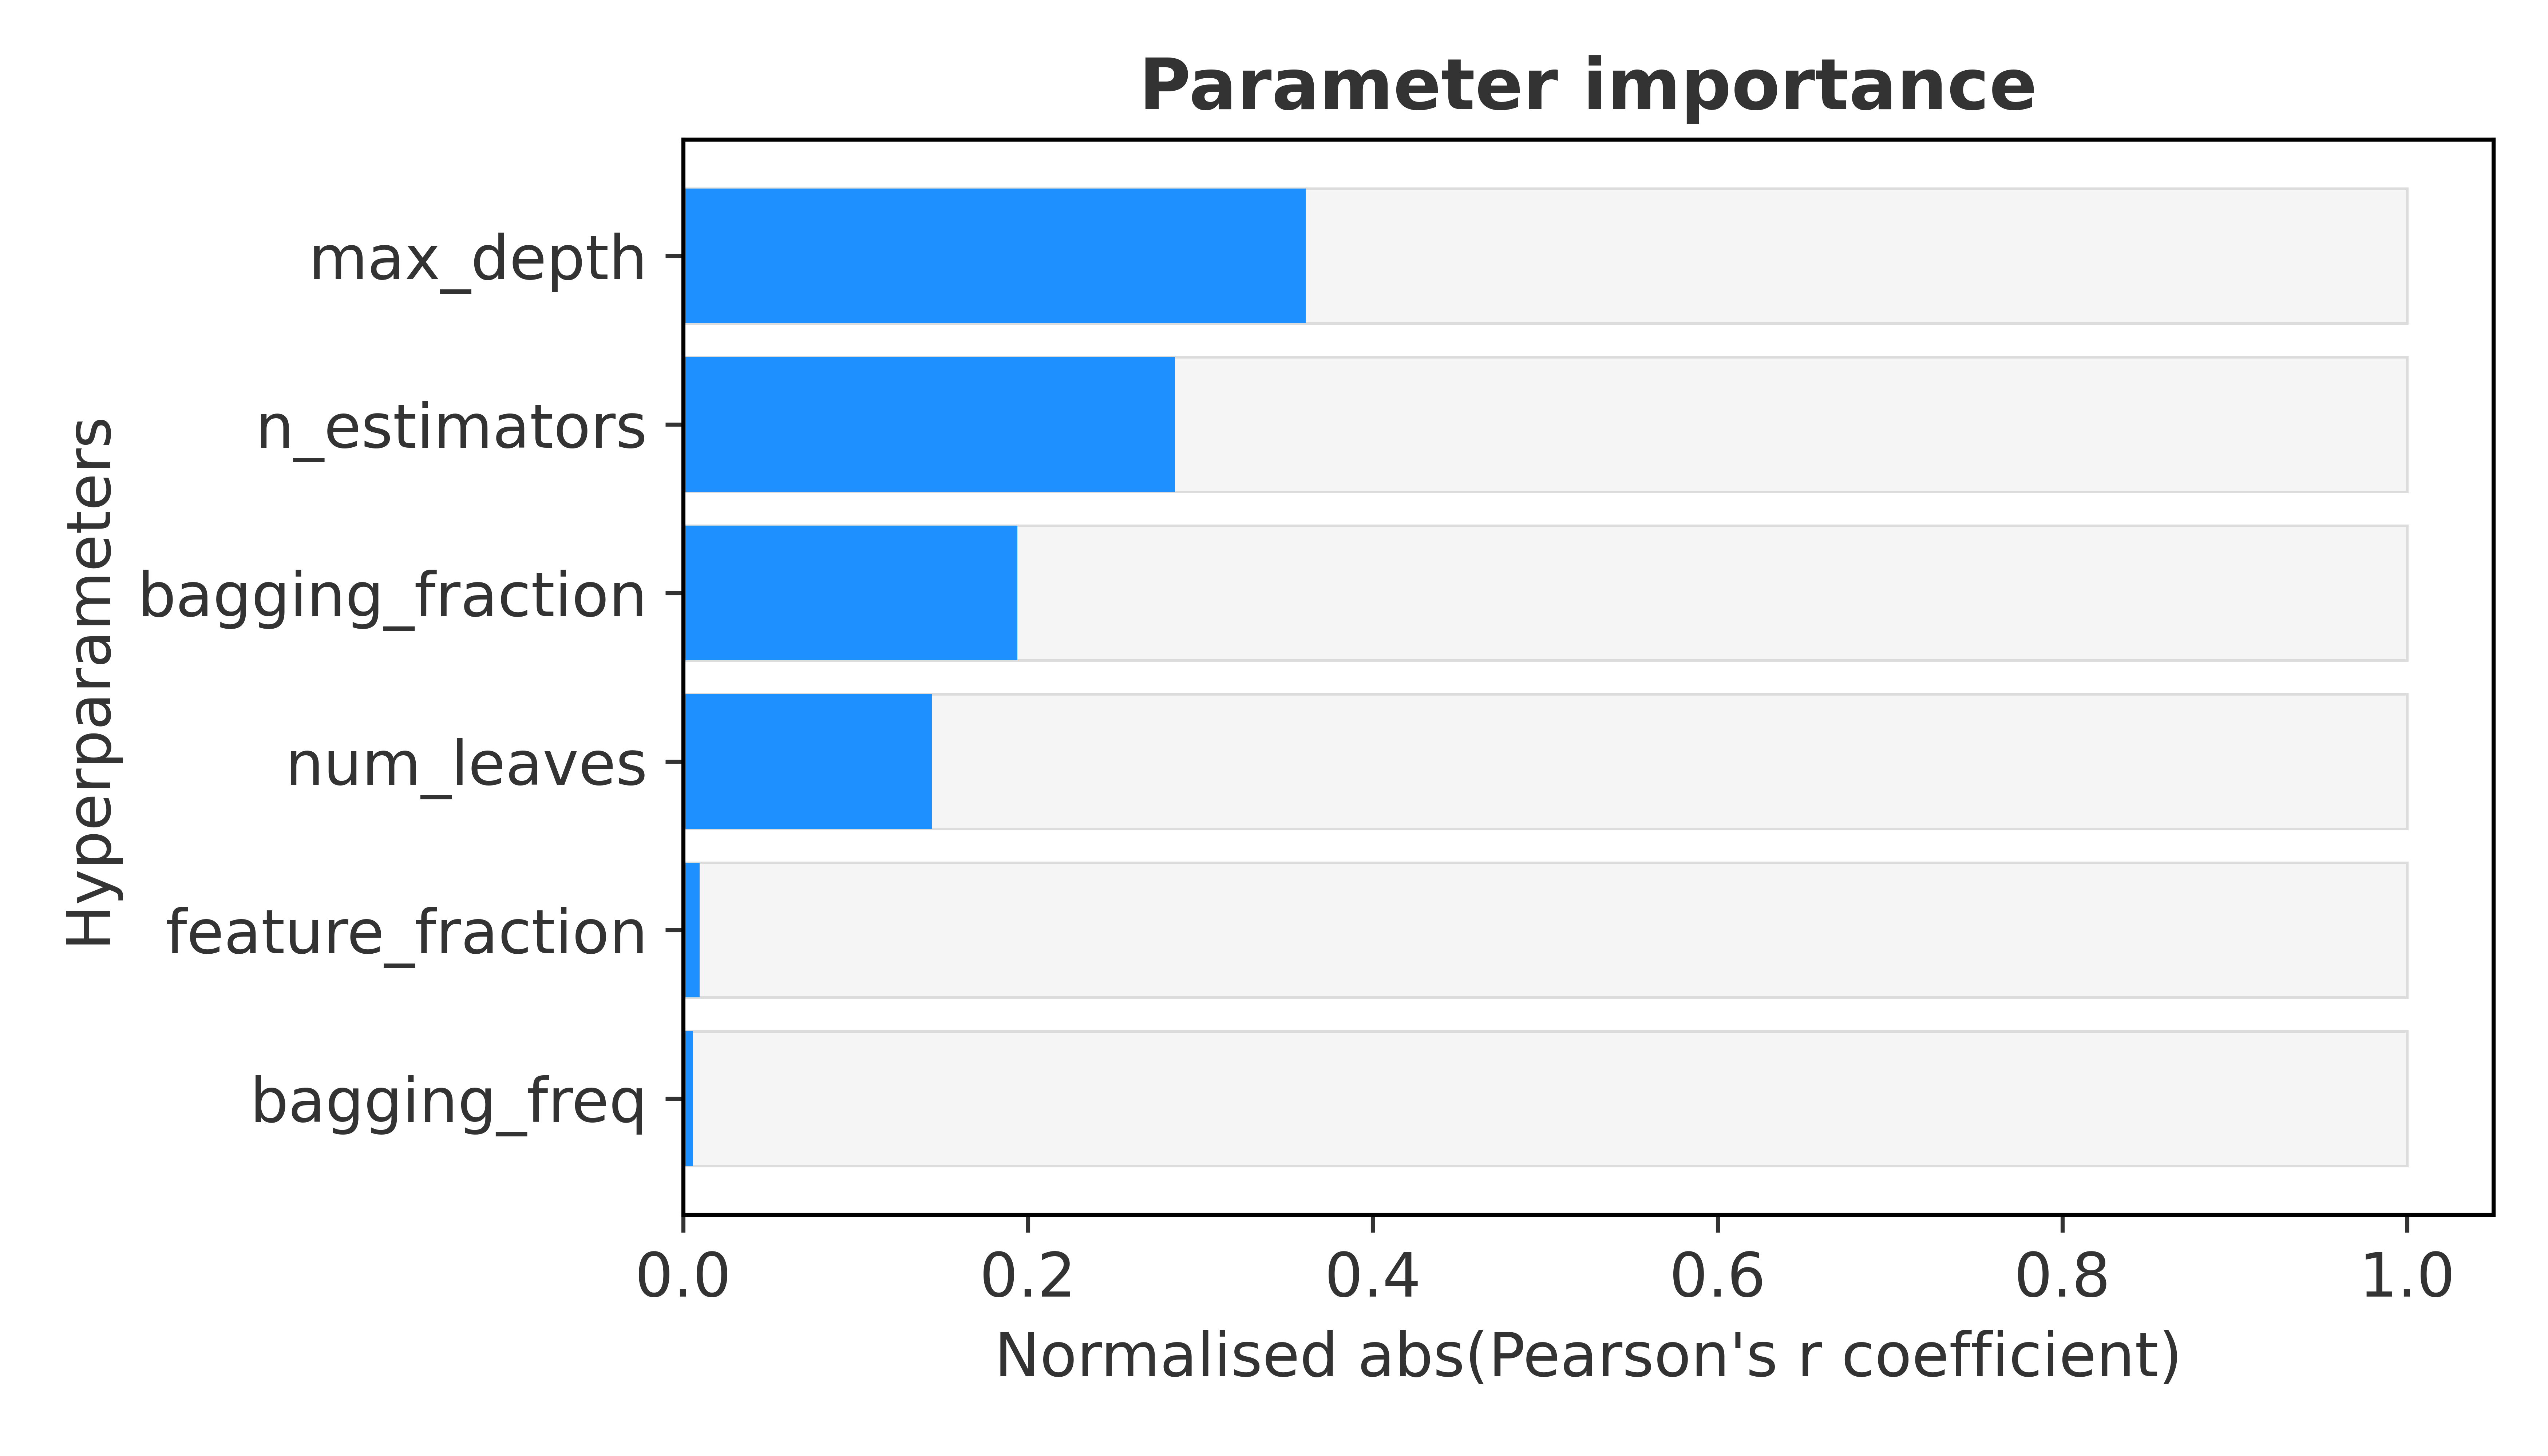 Parameter importance
Hyperparameters
max_depth
n_estimators
bagging_fraction
num_leaves
feature_fraction
bagging_freq
0.0 0.2 0.4 0.6 0.8 1.0
Normalised abs(Pearson's r coefficient)